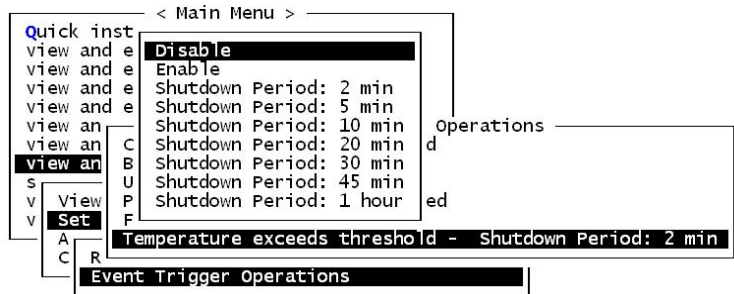 < Main Menu >
Quick inst
view and e Disable
view and e Enable
view and e Shutdown Period: 2 min
view and e Shutdown Period: 5 min
view an Shutdown Period: 10 min Operations
view an C Shutdown Period: 20 min d
view an B Shutdown Period: 30 min
s U Shutdown Period: 45 min
v View P Shutdown Period: 1 hour ed
v Set F
A Temperature exceeds threshold - Shutdown Period: 2 min
C R
Event Trigger Operations